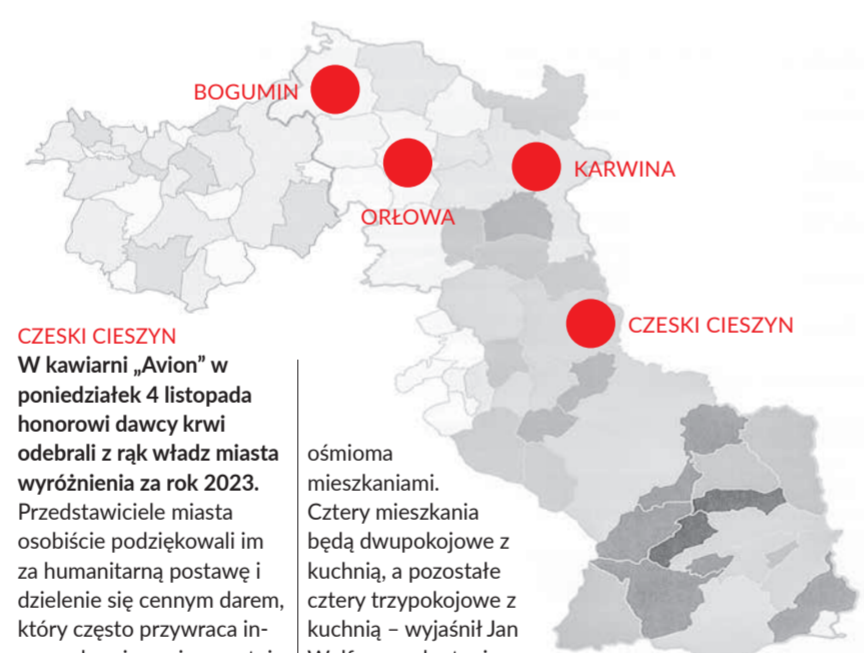 BOGUMIN
KARWINA
ORŁOWA
CZESKI CIESZYN
CZESKI CIESZYN
W kawiarni „Avion” w
poniedziałek 4 listopada
honorowi dawcy krwi
odebrali z rąk władz miasta
wyróżnienia za rok 2023.
Przedstawiciele miasta
osobiście podziękowali im
za humanitarną postawę i
dzielenie się cennym darem,
który często przywraca in-
ośmioma
mieszkaniami.
Cztery mieszkania
będą dwupokojowe z
kuchnią, a pozostałe
cztery trzypokojowe z
kuchnią – wyjaśnił Jan